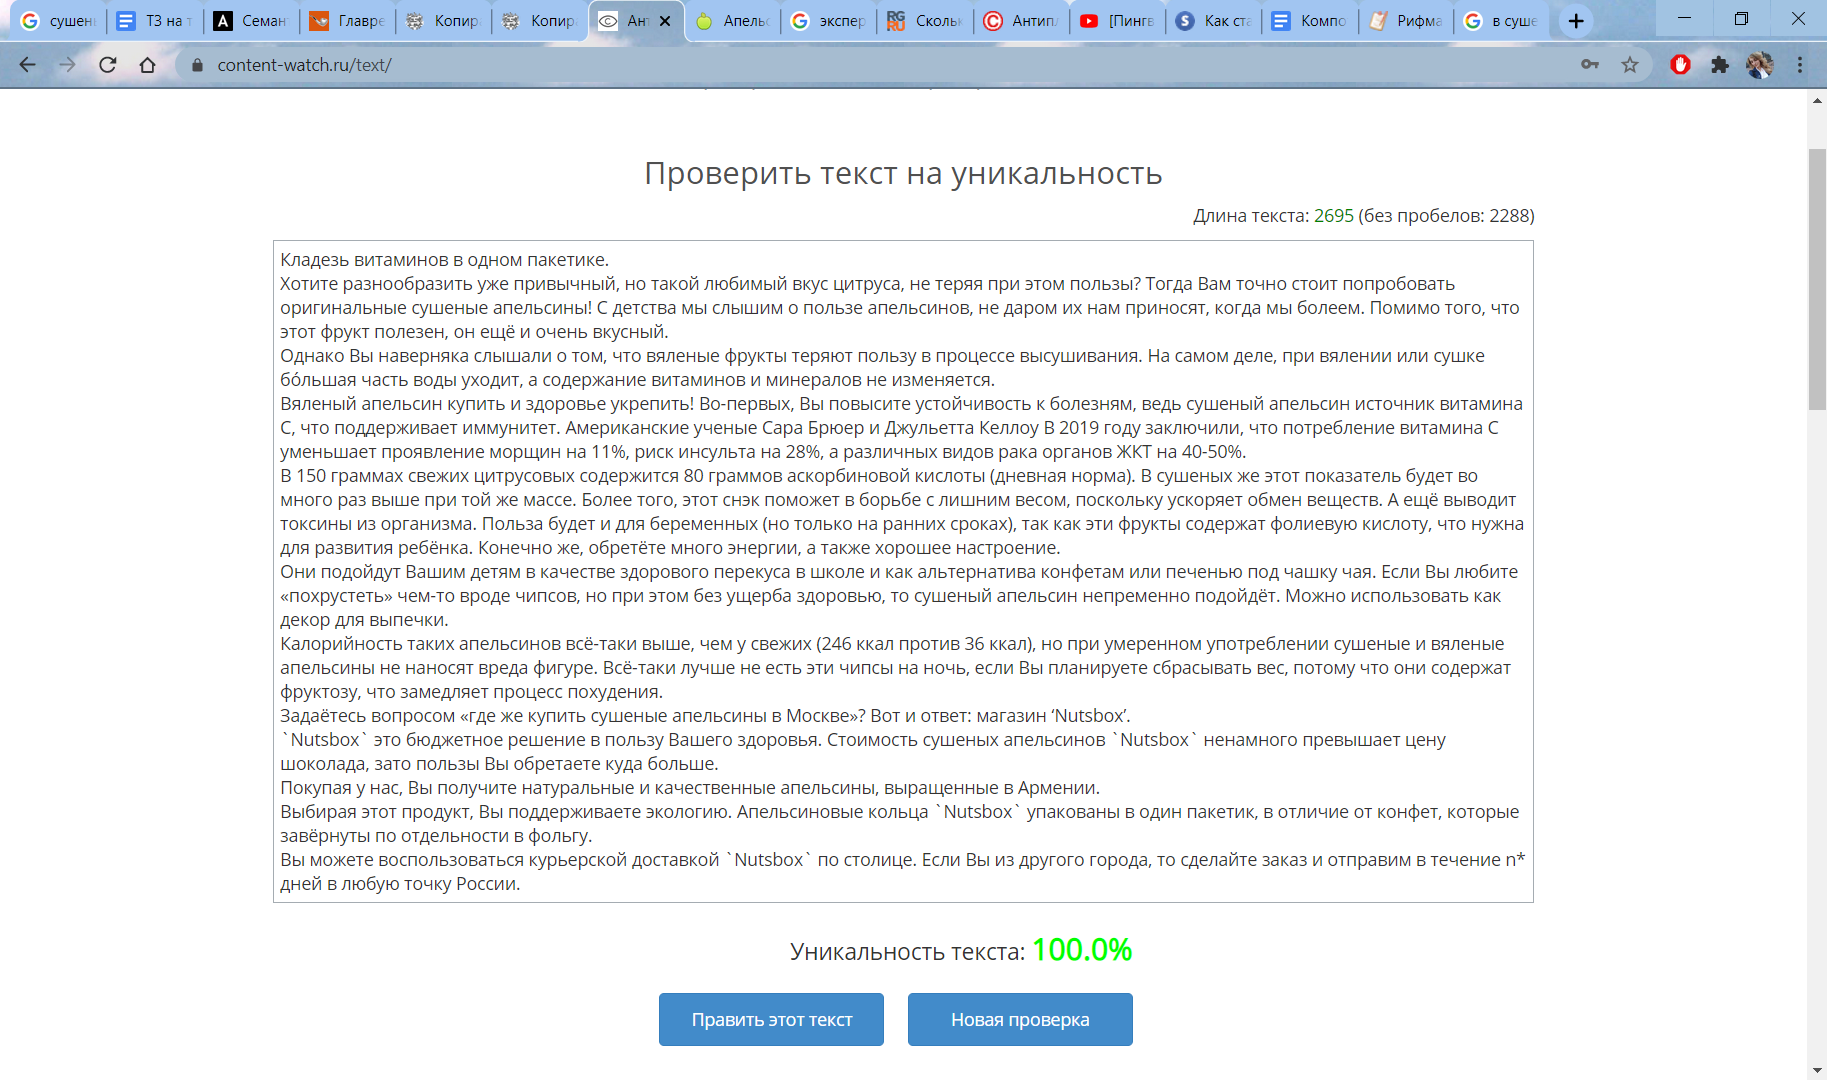 сушен
ТЗ на т
Семан
Главре
Копира
Копира
Ант
Апельс
экспер
Скольк
Антипл
[Пингв
Как ста
Компо
Рифма
в суше
content-watch.ru/text/
Проверить текст на уникальность
Длина текста: 2695 (без пробелов: 2288)
Кладезь витаминов в одном пакетике.
Хотите разнообразить уже привычный, но такой любимый вкус цитруса, не теряя при этом пользы? Тогда Вам точно стоит попробовать
оригинальные сушеные апельсины! С детства мы слышим о пользе апельсинов, не даром их нам приносят, когда мы болеем. Помимо того, что
этот фрукт полезен, он ещё и очень вкусный.
Однако Вы наверняка слышали о том, что вяленые фрукты теряют пользу в процессе высушивания. На самом деле, при вялении или сушке
бо́льшая часть воды уходит, а содержание витаминов и минералов не изменяется.
Вяленый апельсин купить и здоровье укрепить! Во-первых, Вы повысите устойчивость к болезням, ведь сушеный апельсин источник витамина
С, что поддерживает иммунитет. Американские ученые Сара Брюер и Джульетта Келлоу В 2019 году заключили, что потребление витамина С
уменьшает проявление морщин на 11%, риск инсульта на 28%, а различных видов рака органов ЖКТ на 40-50%.
В 150 граммах свежих цитрусовых содержится 80 граммов аскорбиновой кислоты (дневная норма). В сушеных же этот показатель будет во
много раз выше при той же массе. Более того, этот снэк поможет в борьбе с лишним весом, поскольку ускоряет обмен веществ. А ещё выводит
токсины из организма. Польза будет и для беременных (но только на ранних сроках), так как эти фрукты содержат фолиевую кислоту, что нужна
для развития ребёнка. Конечно же, обретёте много энергии, а также хорошее настроение.
Они подойдут Вашим детям в качестве здорового перекуса в школе и как альтернатива конфетам или печенью под чашку чая. Если Вы любите
«похрустеть» чем-то вроде чипсов, но при этом без ущерба здоровью, то сушеный апельсин непременно подойдёт. Можно использовать как
декор для выпечки.
Калорийность таких апельсинов всё-таки выше, чем у свежих (246 ккал против 36 ккал), но при умеренном употреблении сушеные и вяленые
апельсины не наносят вреда фигуре. Всё-таки лучше не есть эти чипсы на ночь, если Вы планируете сбрасывать вес, потому что они содержат
фруктозу, что замедляет процесс похудения.
Задаётесь вопросом «где же купить сушеные апельсины в Москве»? Вот и ответ: магазин ‘Nutsbox’.
`Nutsbox` это бюджетное решение в пользу Вашего здоровья. Стоимость сушеных апельсинов `Nutsbox` ненамного превышает цену
шоколада, зато пользы Вы обретаете куда больше.
Покупая у нас, Вы получите натуральные и качественные апельсины, выращенные в Армении.
Выбирая этот продукт, Вы поддерживаете экологию. Апельсиновые кольца `Nutsbox` упакованы в один пакетик, в отличие от конфет, которые
завёрнуты по отдельности в фольгу.
Вы можете воспользоваться курьерской доставкой `Nutsbox` по столице. Если Вы из другого города, то сделайте заказ и отправим в течение n*
дней в любую точку России.
Уникальность текста: 100.0%
Править этот текст
Новая проверка